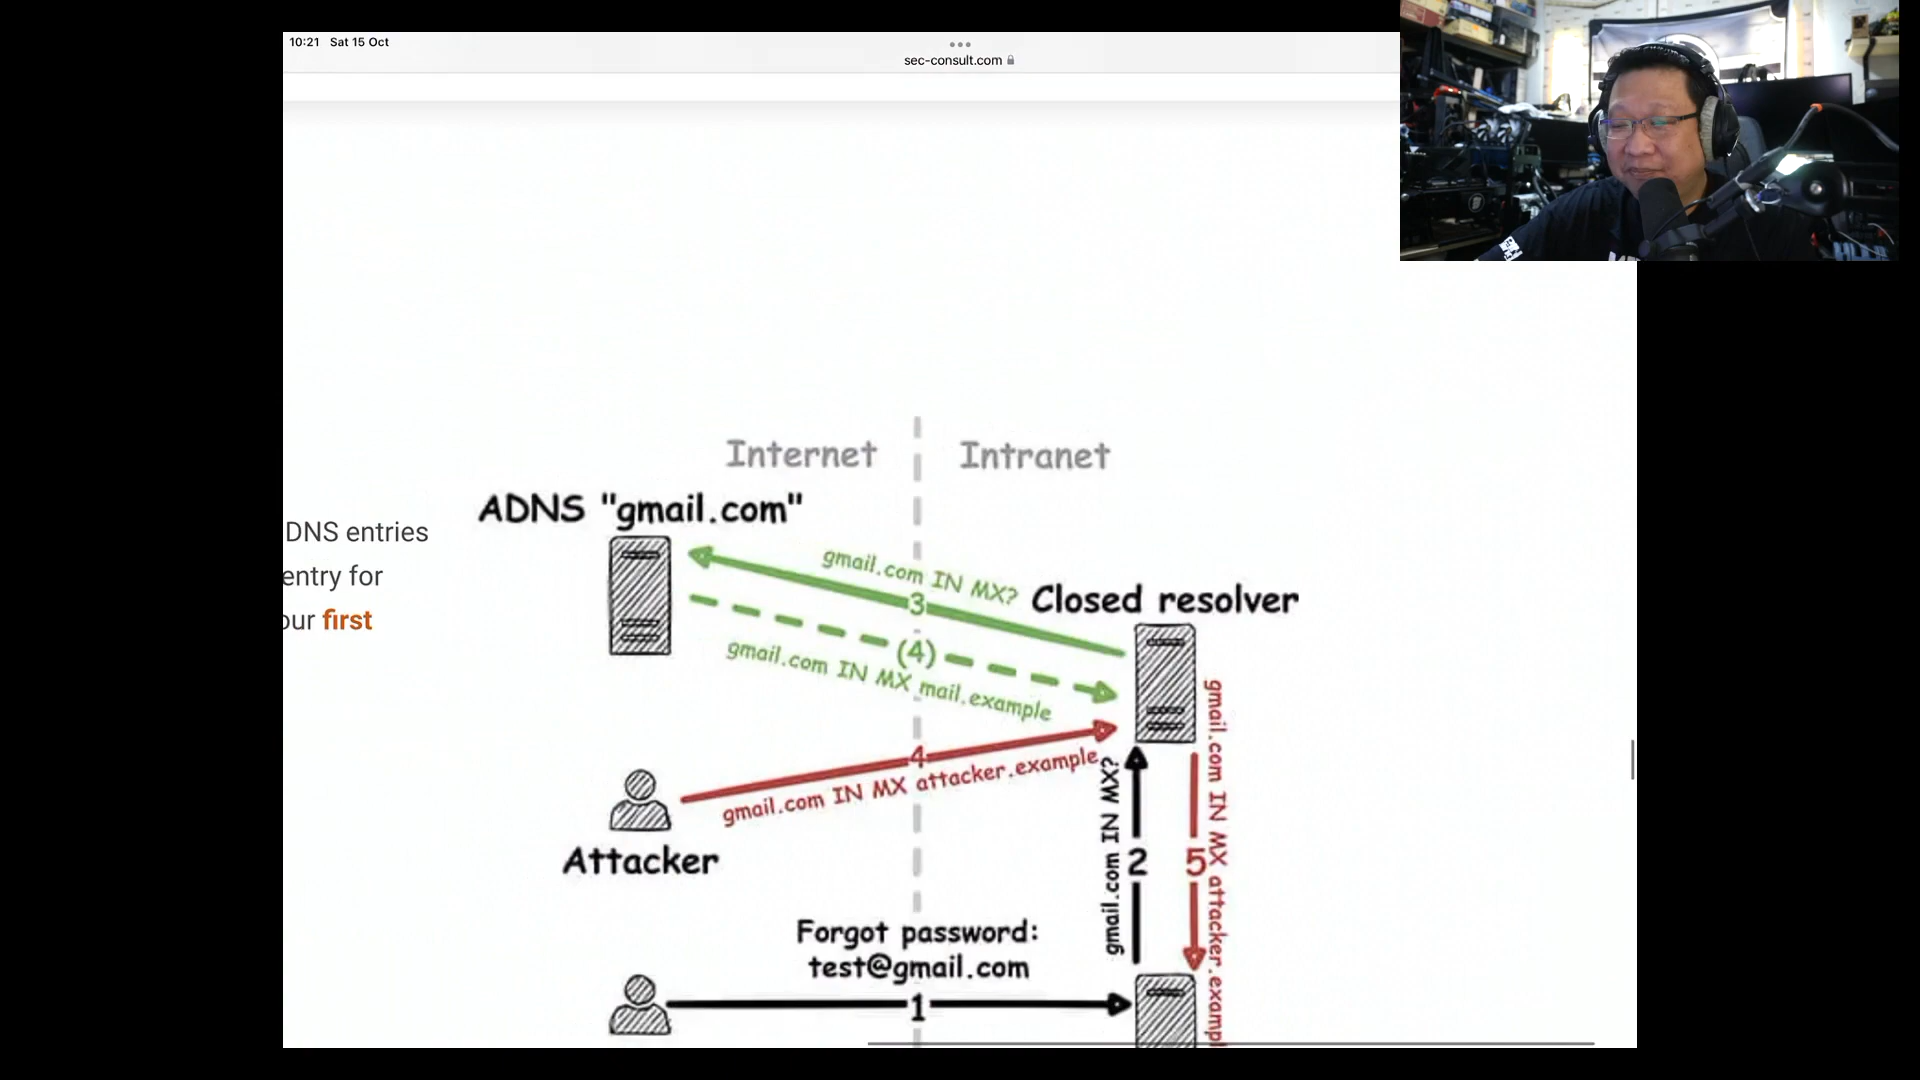 10:21 Sat 15 Oct
sec-consult.com
Internet
Intranet
ADNS "gmail.com"
DNS entries
entry for
our first
gmail.com IN MX?
3
Closed resolver
(4)
gmail.com IN MX mail.example
4
gmail.com IN MX attacker.example
Attacker
gmail.com IN MX?
2
5
gmail.com IN MX attacker.exampl
Forgot password:
test@gmail.com
1